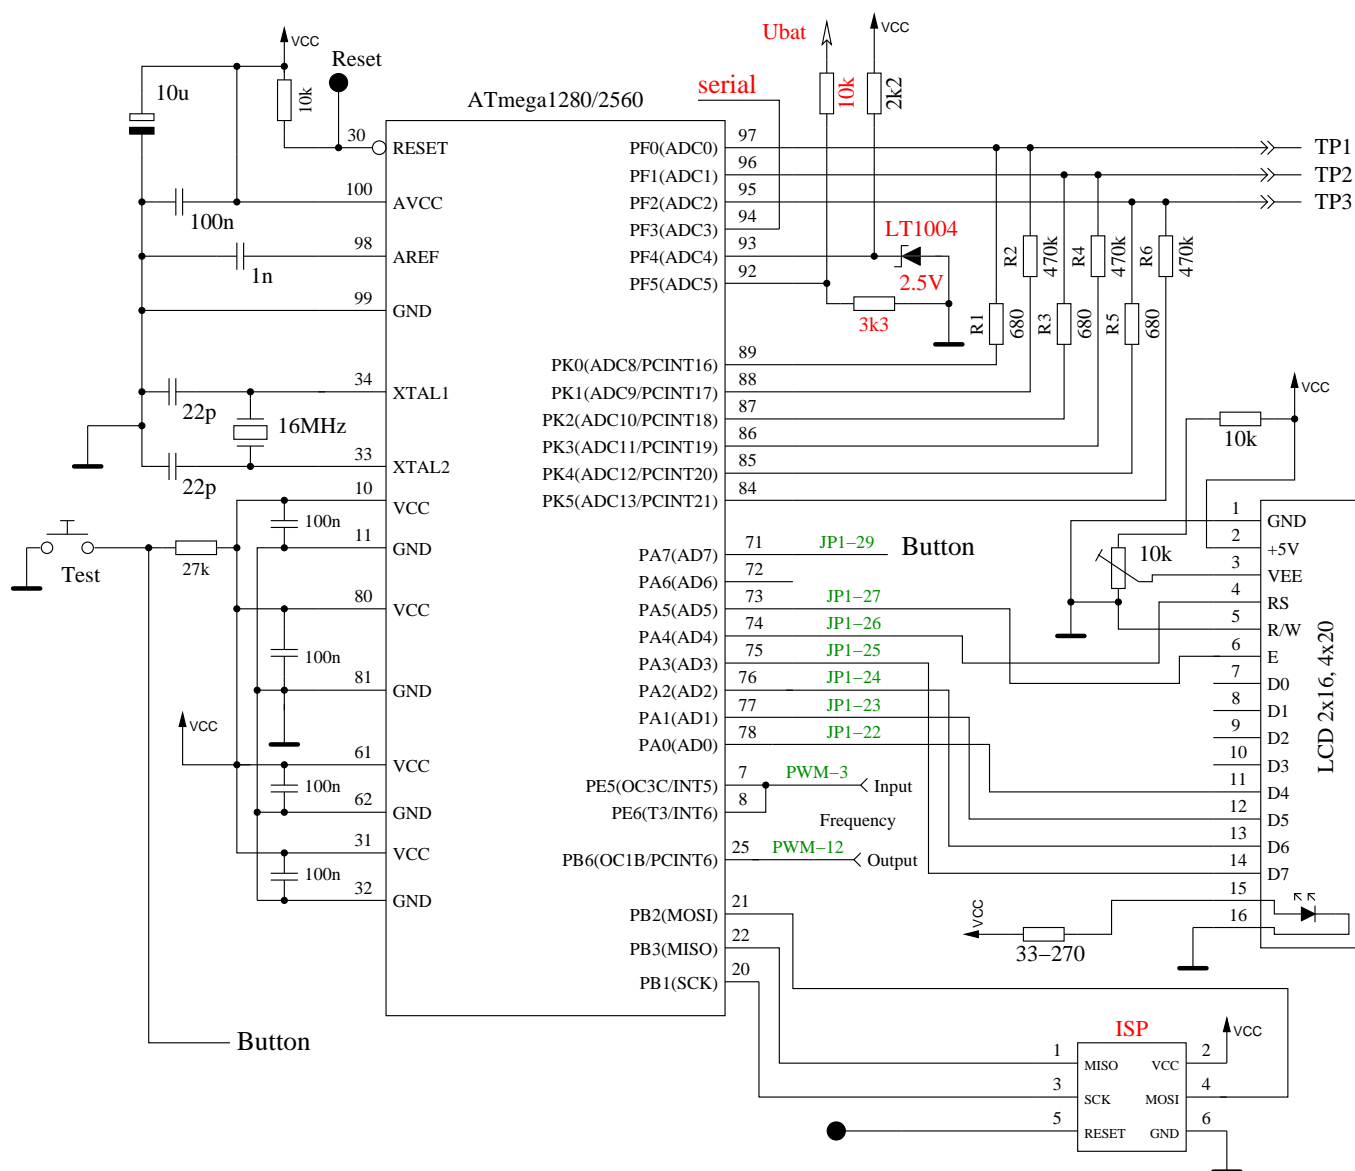 VCC
Reset
10u
10k
Ubat
VCC
serial
10k
2k2
ATmega1280/2560
30
RESET
100
AVCC
100n
98
AREF
1n
99
GND
34
XTAL1
22p
16MHz
33
XTAL2
22p
10
VCC
100n
11
GND
Test
27k
80
VCC
100n
81
GND
VCC
61
VCC
100n
62
GND
31
VCC
100n
32
GND
Button
PF0(ADC0)
97
TP1
PF1(ADC1)
96
TP2
PF2(ADC2)
95
TP3
PF3(ADC3)
94
PF4(ADC4)
93
LT1004
2.5V
PF5(ADC5)
92
3k3
R2
470k
R4
470k
R6
470k
R1
680
R3
680
R5
680
PK0(ADC8/PCINT16)
89
PK1(ADC9/PCINT17)
88
PK2(ADC10/PCINT18)
87
PK3(ADC11/PCINT19)
86
PK4(ADC12/PCINT20)
85
PK5(ADC13/PCINT21)
84
PA7(AD7)
71
JP1-29
Button
PA6(AD6)
72
PA5(AD5)
73
JP1-27
PA4(AD4)
74
JP1-26
PA3(AD3)
75
JP1-25
PA2(AD2)
76
JP1-24
PA1(AD1)
77
JP1-23
PA0(AD0)
78
JP1-22
PE5(OC3C/INT5)
7
PWM-3
Input
PE6(T3/INT6)
8
Frequency
PB6(OC1B/PCINT6)
25
PWM-12
Output
PB2(MOSI)
21
PB3(MISO)
22
PB1(SCK)
20
VCC
10k
10k
1
GND
2
+5V
3
VEE
4
RS
5
R/W
6
E
7
D0
8
D1
9
D2
10
D3
11
D4
12
D5
13
D6
14
D7
15
16
LCD 2x16, 4x20
VCC
33-270
ISP
VCC
1
MISO
VCC
2
3
SCK
MOSI
4
5
RESET
GND
6